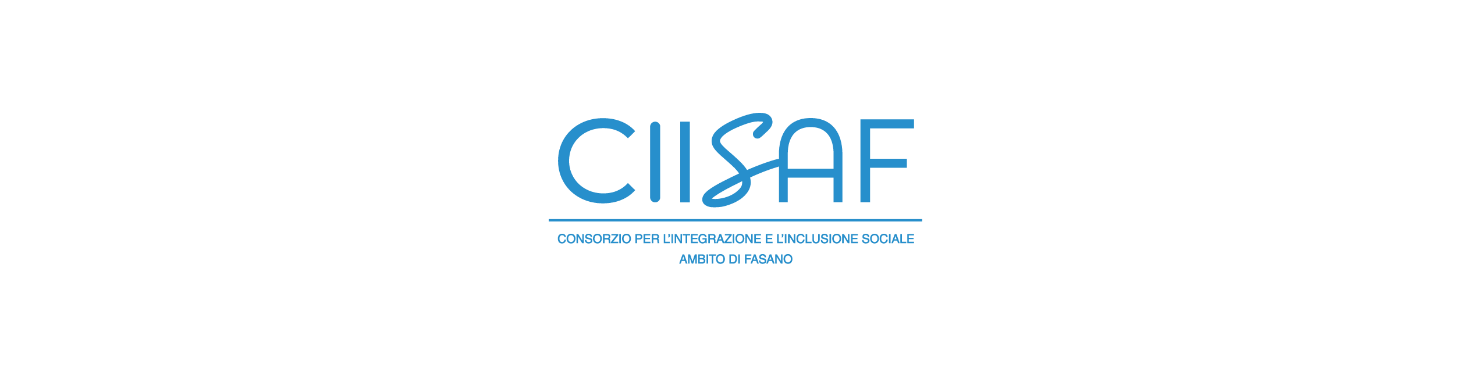 CIISAF
CONSORZIO PER L'INTEGRAZIONE E L'INCLUSIONE SOCIALE
AMBITO DI FASANO